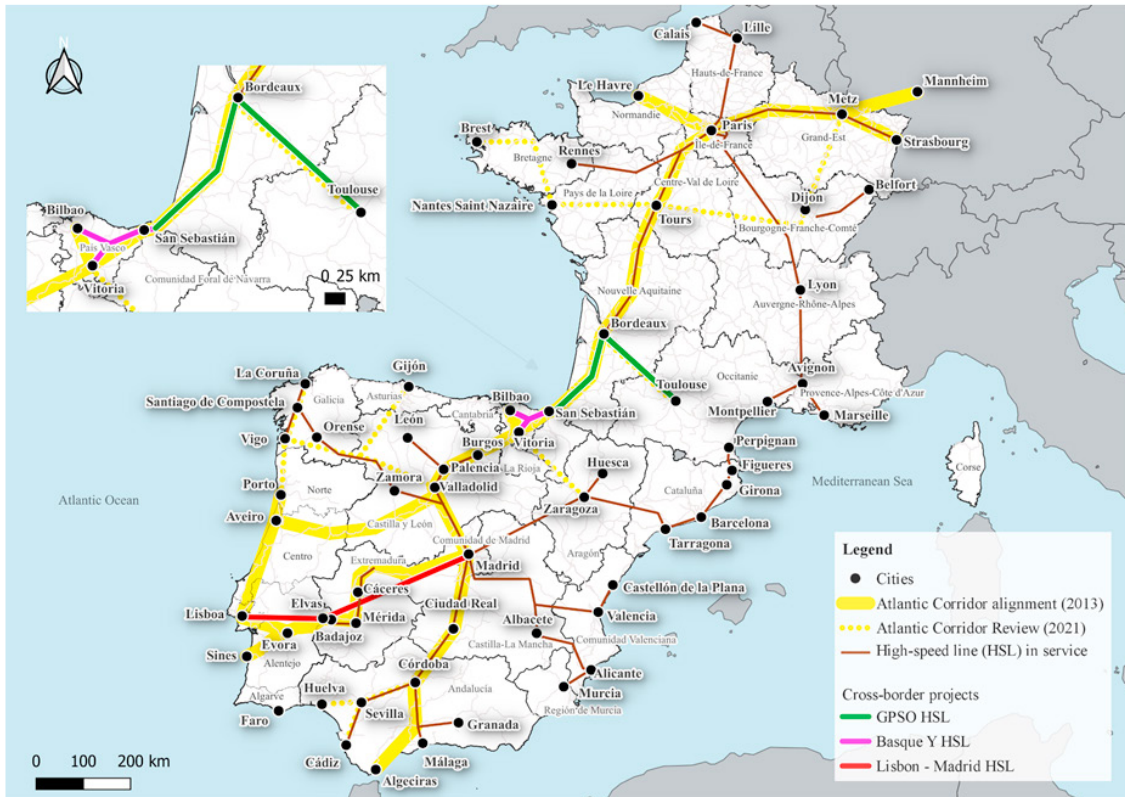 N
Bordeaux
Toulouse
Bilbao
San Sebastián
País Vasco
Vitoria
Comunidad Foral de Navarra
0 25 km
Calais
Lille
Hauts-de-France
Le Havre
Normandie
Metz
Mannheim
Paris
Île-de-France
Grand-Est
Strasbourg
Brest
Bretagne
Rennes
Pays de la Loire
Centre-Val de Loire
Dijon
Belfort
Nantes Saint Nazaire
Tours
Bourgogne-Franche-Comté
Nouvelle Aquitaine
Lyon
Auvergne-Rhône-Alpes
Bordeaux
Avignon
Occitanie
Provence-Alpes-Côte d'Azur
Toulouse
Montpellier
Marseille
La Coruña
Gijón
Galicia
Asturias
Santiago de Compostela
Cantabria
Bilbao
San Sebastián
León
Orense
Vigo
Burgos
Vitoria
Perpignan
Palencia
La Rioja
Huesca
Figueres
Corse
Zamora
Valladolid
Cataluña
Girona
Porto
Norte
Zaragoza
Mediterranean Sea
Atlantic Ocean
Aveiro
Castilla y León
Barcelona
Tarragona
Comunidad de Madrid
Aragón
Centro
Extremadura
Madrid
Cáceres
Castellón de la Plana
Lisboa
Elvas
Mérida
Ciudad Real
Albacete
Valencia
Badajoz
Castilla-La Mancha
Comunidad Valenciana
Evora
Sines
Alentejo
Alicante
Córdoba
Murcia
Huelva
Andalucía
Región de Murcia
Algarve
Sevilla
Faro
Granada
Cádiz
Málaga
Algeciras
0 100 200 km
Legend
Cities
Atlantic Corridor alignment (2013)
Atlantic Corridor Review (2021)
High-speed line (HSL) in service
Cross-border projects
GPSO HSL
Basque Y HSL
Lisbon - Madrid HSL